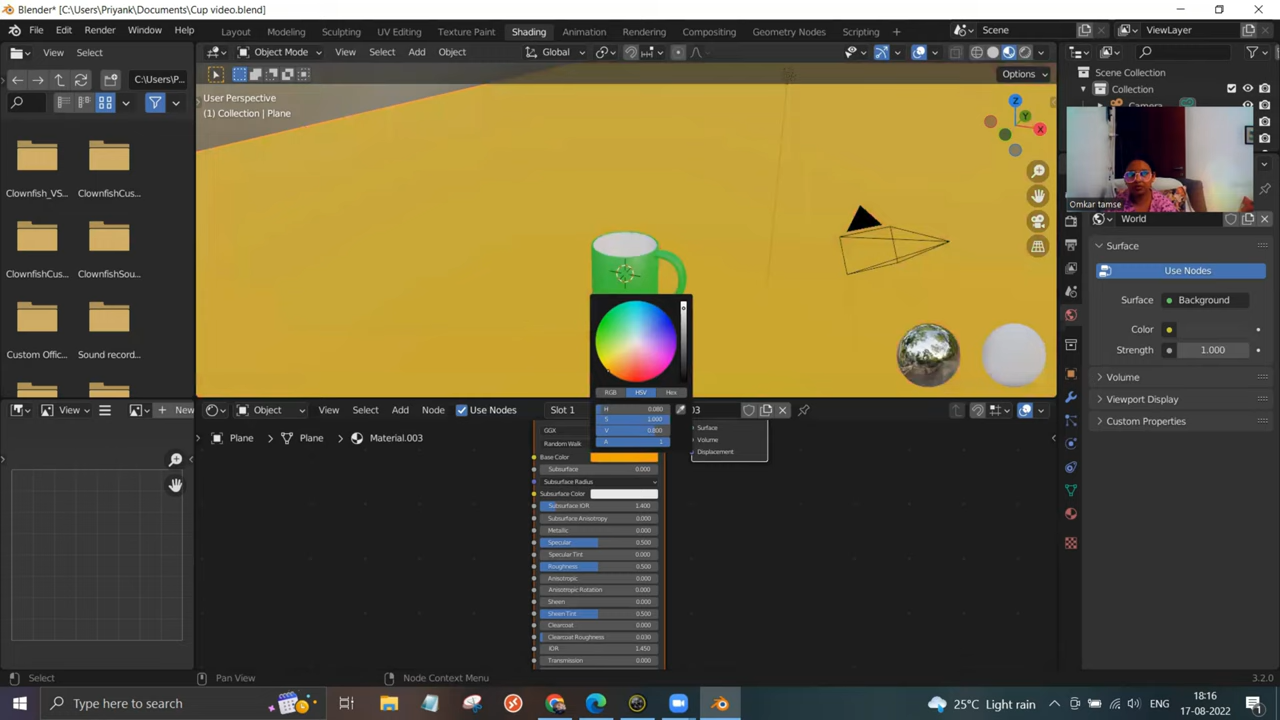 Blender* [C:\Users\Priyank\Documents\Cup video.blend]
File Edit Render Window Help
Layout Modeling Sculpting UV Editing Texture Paint Shading Animation Rendering Compositing Geometry Nodes Scripting
Scene
ViewLayer
View Select
Object Mode View Select Add Object
Global
C:\Users\P...
Options
User Perspective
(1) Collection | Plane
Z
Y
X
Scene Collection
Collection
Camera
Clownfish_VS... ClownfishCus...
ClownfishCus... ClownfishSou...
Custom Offic... Sound record...
Omkar tamse
World
Surface
Use Nodes
Surface Background
Color
Strength 1.000
Volume
Viewport Display
Custom Properties
RGB HSV Hex
H 0.080
S 1.000
V 0.800
A 1
View New
Object View Select Add Node Use Nodes Slot 1
Plane Plane Material.003
GGX
Random Walk
Base Color
Subsurface 0.000
Subsurface Radius
Subsurface Color
Subsurface IOR 1.400
Subsurface Anisotropy 0.000
Metallic 0.000
Specular 0.500
Specular Tint 0.000
Roughness 0.500
Anisotropic 0.000
Anisotropic Rotation 0.000
Sheen 0.000
Sheen Tint 0.500
Clearcoat 0.000
Clearcoat Roughness 0.030
IOR 1.450
Transmission 0.000
Surface
Volume
Displacement
Select Pan View Node Context Menu 3.2.0
Type here to search
25°C Light rain
ENG
18:16
17-08-2022